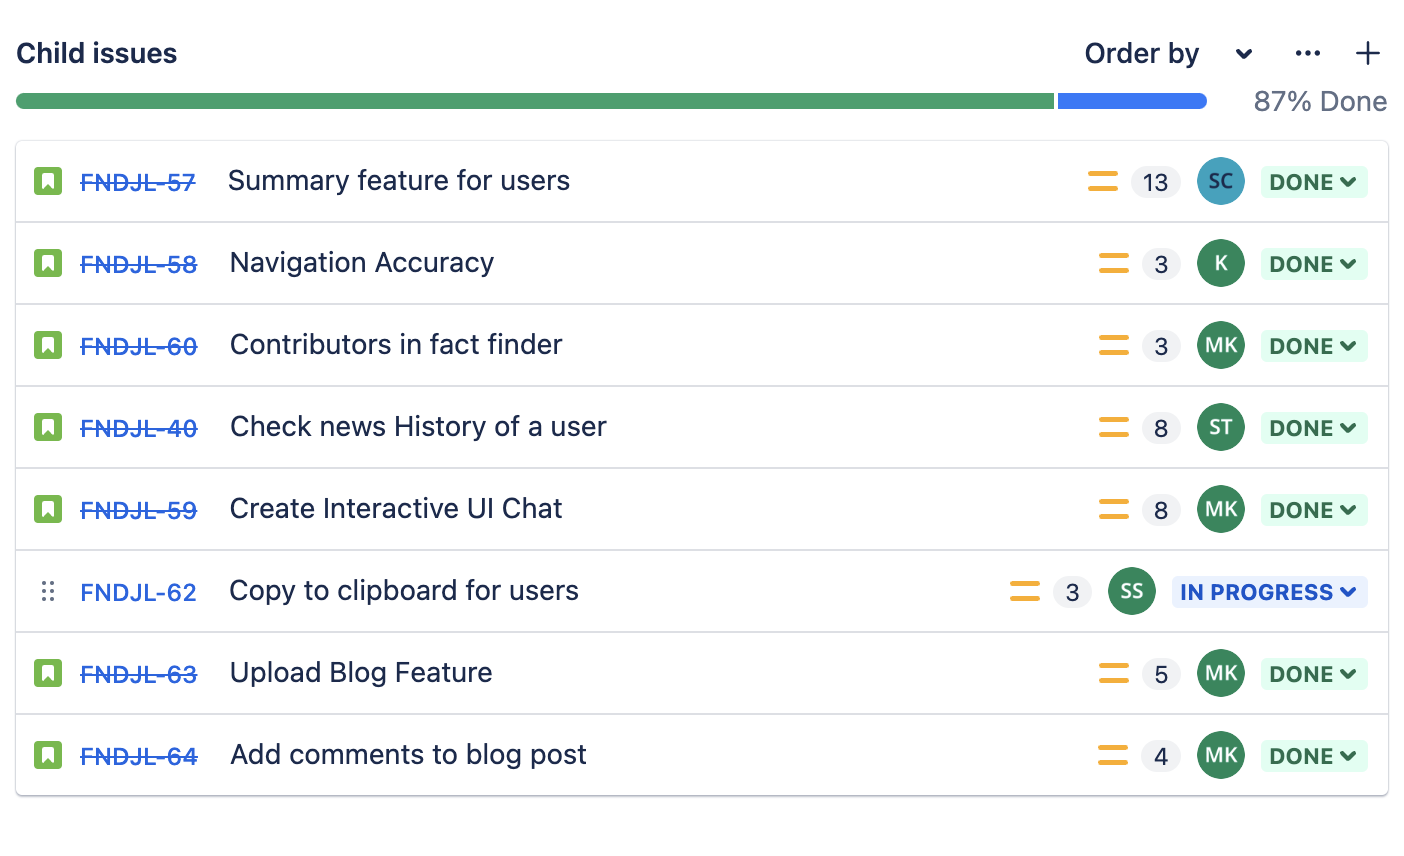 Child issues Order by
87% Done
FNDJL-57 Summary feature for users 13 SC DONE
FNDJL-58 Navigation Accuracy 3 K DONE
FNDJL-60 Contributors in fact finder 3 MK DONE
FNDJL-40 Check news History of a user 8 ST DONE
FNDJL-59 Create Interactive UI Chat 8 MK DONE
FNDJL-62 Copy to clipboard for users 3 SS IN PROGRESS
FNDJL-63 Upload Blog Feature 5 MK DONE
FNDJL-64 Add comments to blog post 4 MK DONE